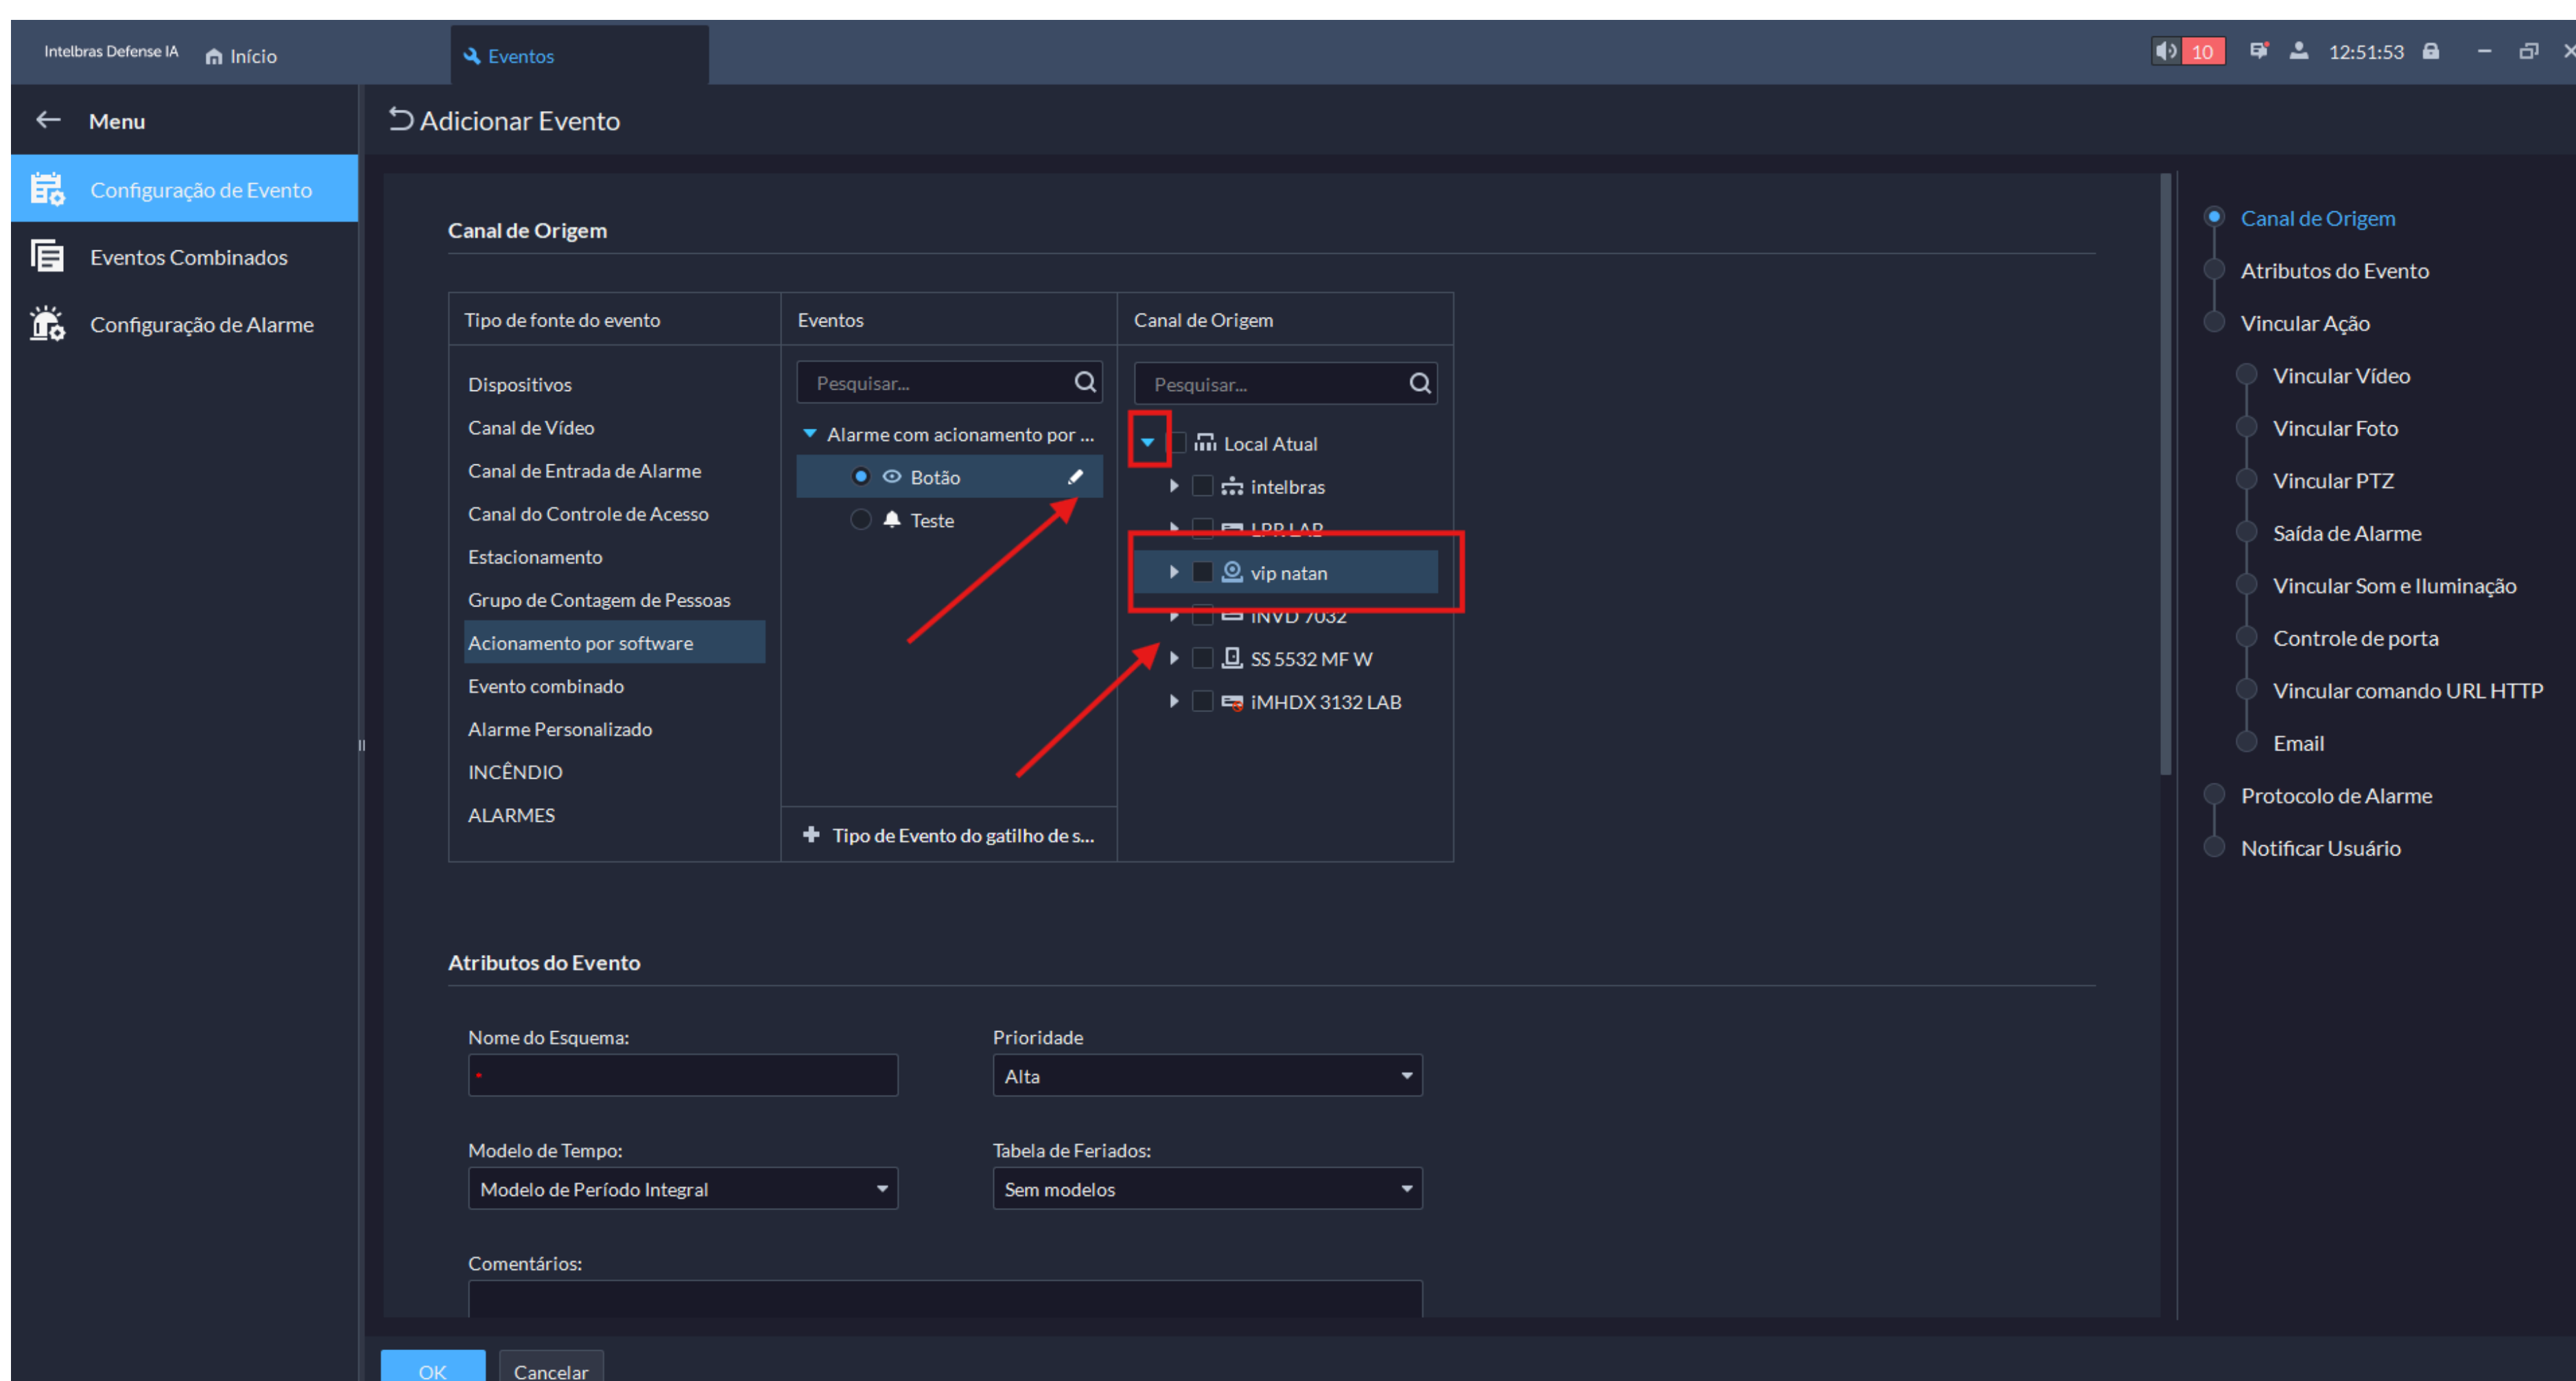 Intelbras Defense IA
Início
Eventos
10
12:51:53
Menu
Adicionar Evento
Configuração de Evento
Eventos Combinados
Configuração de Alarme
Canal de Origem
Tipo de fonte do evento
Eventos
Canal de Origem
Dispositivos
Canal de Vídeo
Canal de Entrada de Alarme
Canal do Controle de Acesso
Estacionamento
Grupo de Contagem de Pessoas
Acionamento por software
Evento combinado
Alarme Personalizado
INCÊNDIO
ALARMES
Pesquisar...
Alarme com acionamento por ...
Botão
Teste
Tipo de Evento do gatilho de s...
Pesquisar...
Local Atual
intelbras
LPR LAB
vip natan
iNVD 7032
SS 5532 MF W
iMHDX 3132 LAB
Atributos do Evento
Nome do Esquema:
*
Prioridade
Alta
Modelo de Tempo:
Modelo de Período Integral
Tabela de Feriados:
Sem modelos
Comentários:
OK
Cancelar
Canal de Origem
Atributos do Evento
Vincular Ação
Vincular Vídeo
Vincular Foto
Vincular PTZ
Saída de Alarme
Vincular Som e Iluminação
Controle de porta
Vincular comando URL HTTP
Email
Protocolo de Alarme
Notificar Usuário